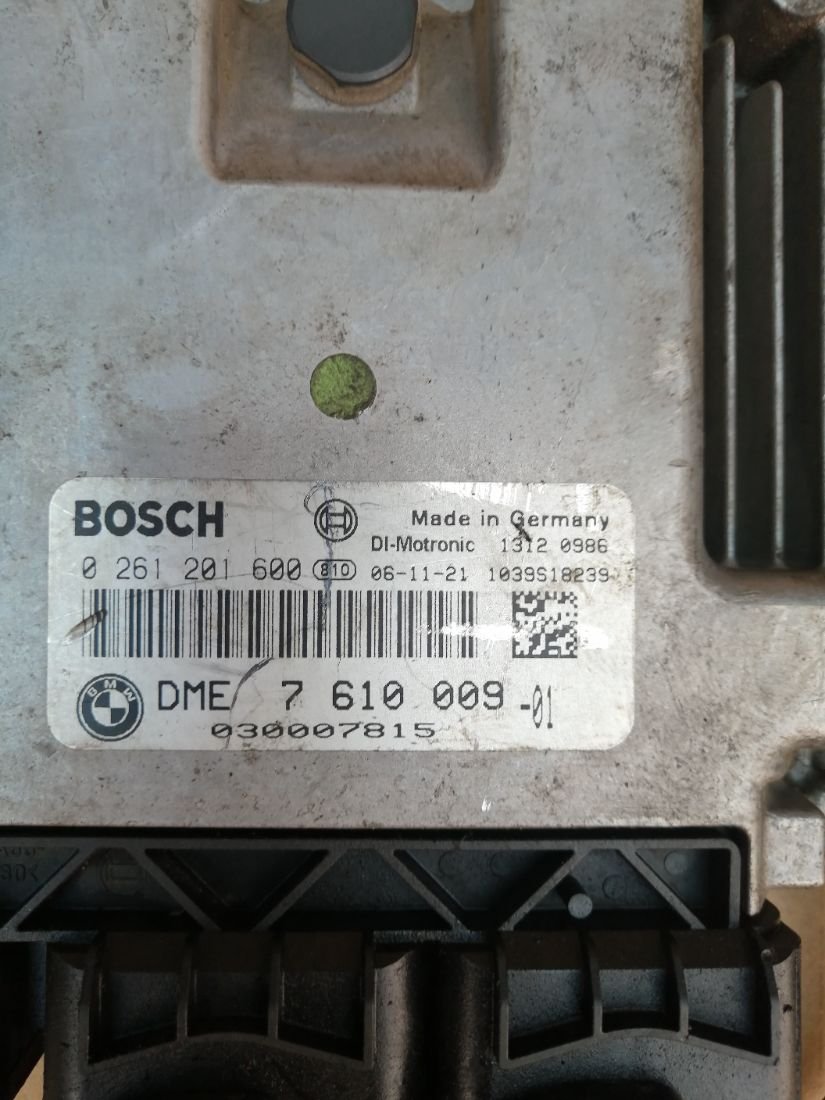 BOSCH
Made in Germany
DI-Motronic 1312 0986
0 261 201 600 810 06-11-21 1039S18239
BMW
DME 7 610 009 -01
030007815